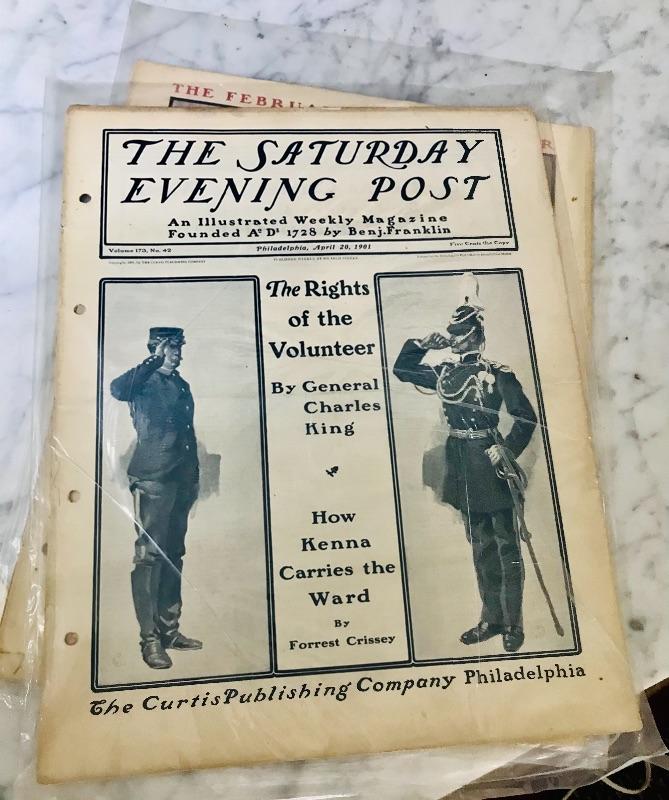 THE FEBRU
THE SATURDAY
EVENING POST
An Illustrated Weekly Magazine
Founded Aº Dⁱ 1728 by Benj. Franklin
Volume 173, No. 42
Philadelphia, April 20, 1901
Five Cents the Copy
The Rights
of the
Volunteer
By General
Charles
King
How
Kenna
Carries the
Ward
By
Forrest Crissey
The Curtis Publishing Company Philadelphia